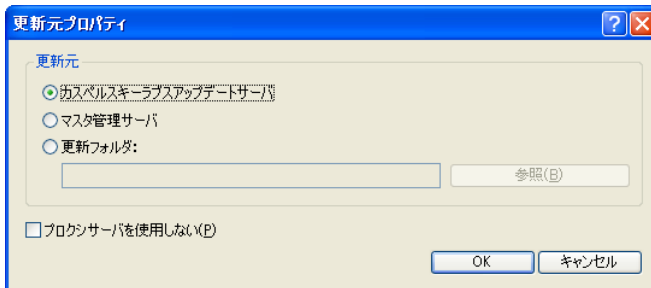 更新元プロパティ
更新元
カスペルスキーラブスアップデートサーバ
マスタ管理サーバ
更新フォルダ:
参照(B)
プロクシサーバを使用しない(P)
OK
キャンセル